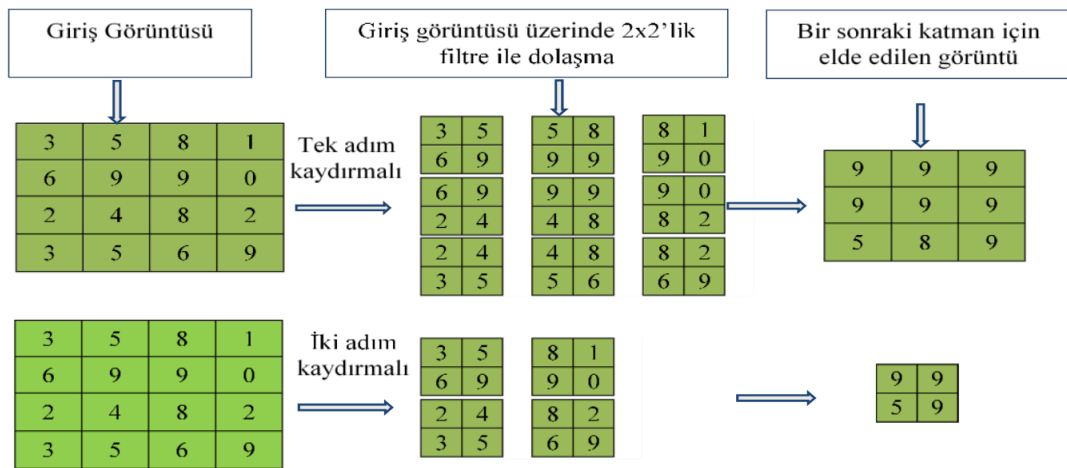 Giriş Görüntüsü
Giriş görüntüsü üzerinde 2x2'lik
filtre ile dolaşma
Bir sonraki katman için
elde edilen görüntü
3 5 8 1
6 9 9 0
2 4 8 2
3 5 6 9
Tek adım
kaydırmalı
3 5 5 8 8 1
6 9 9 9 9 0
6 9 9 9 9 0
2 4 4 8 8 2
2 4 4 8 8 2
3 5 5 6 6 9
9 9 9
9 9 9
5 8 9
3 5 8 1
6 9 9 0
2 4 8 2
3 5 6 9
İki adım
kaydırmalı
3 5 8 1
6 9 9 0
2 4 8 2
3 5 6 9
9 9
5 9